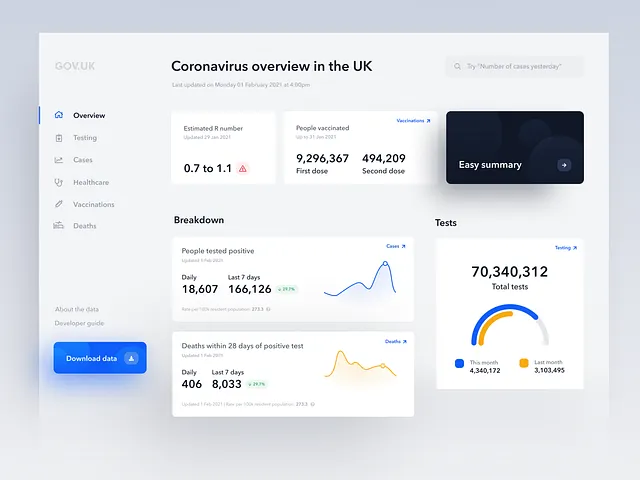 GOV.UK
Coronavirus overview in the UK
Last updated on Monday 01 February 2021 at 4:00pm
Try "Number of cases yesterday"
Overview
Testing
Cases
Healthcare
Vaccinations
Deaths
About the data
Developer guide
Download data
Estimated R number
Updated 29 Jan 2021
0.7 to 1.1
Vaccinations
People vaccinated
Up to 31 Jan 2021
9,296,367 494,209
First dose Second dose
Easy summary
Breakdown
Cases
People tested positive
Updated 1 Feb 2021
Daily Last 7 days
18,607 166,126 29.7%
Rate per 100k resident population: 273.3
Deaths
Deaths within 28 days of positive test
Updated 1 Feb 2021
Daily Last 7 days
406 8,033 29.7%
Updated 1 Feb 2021 | Rate per 100k resident population: 273.3
Tests
Testing
70,340,312
Total tests
This month Last month
4,340,172 3,103,495